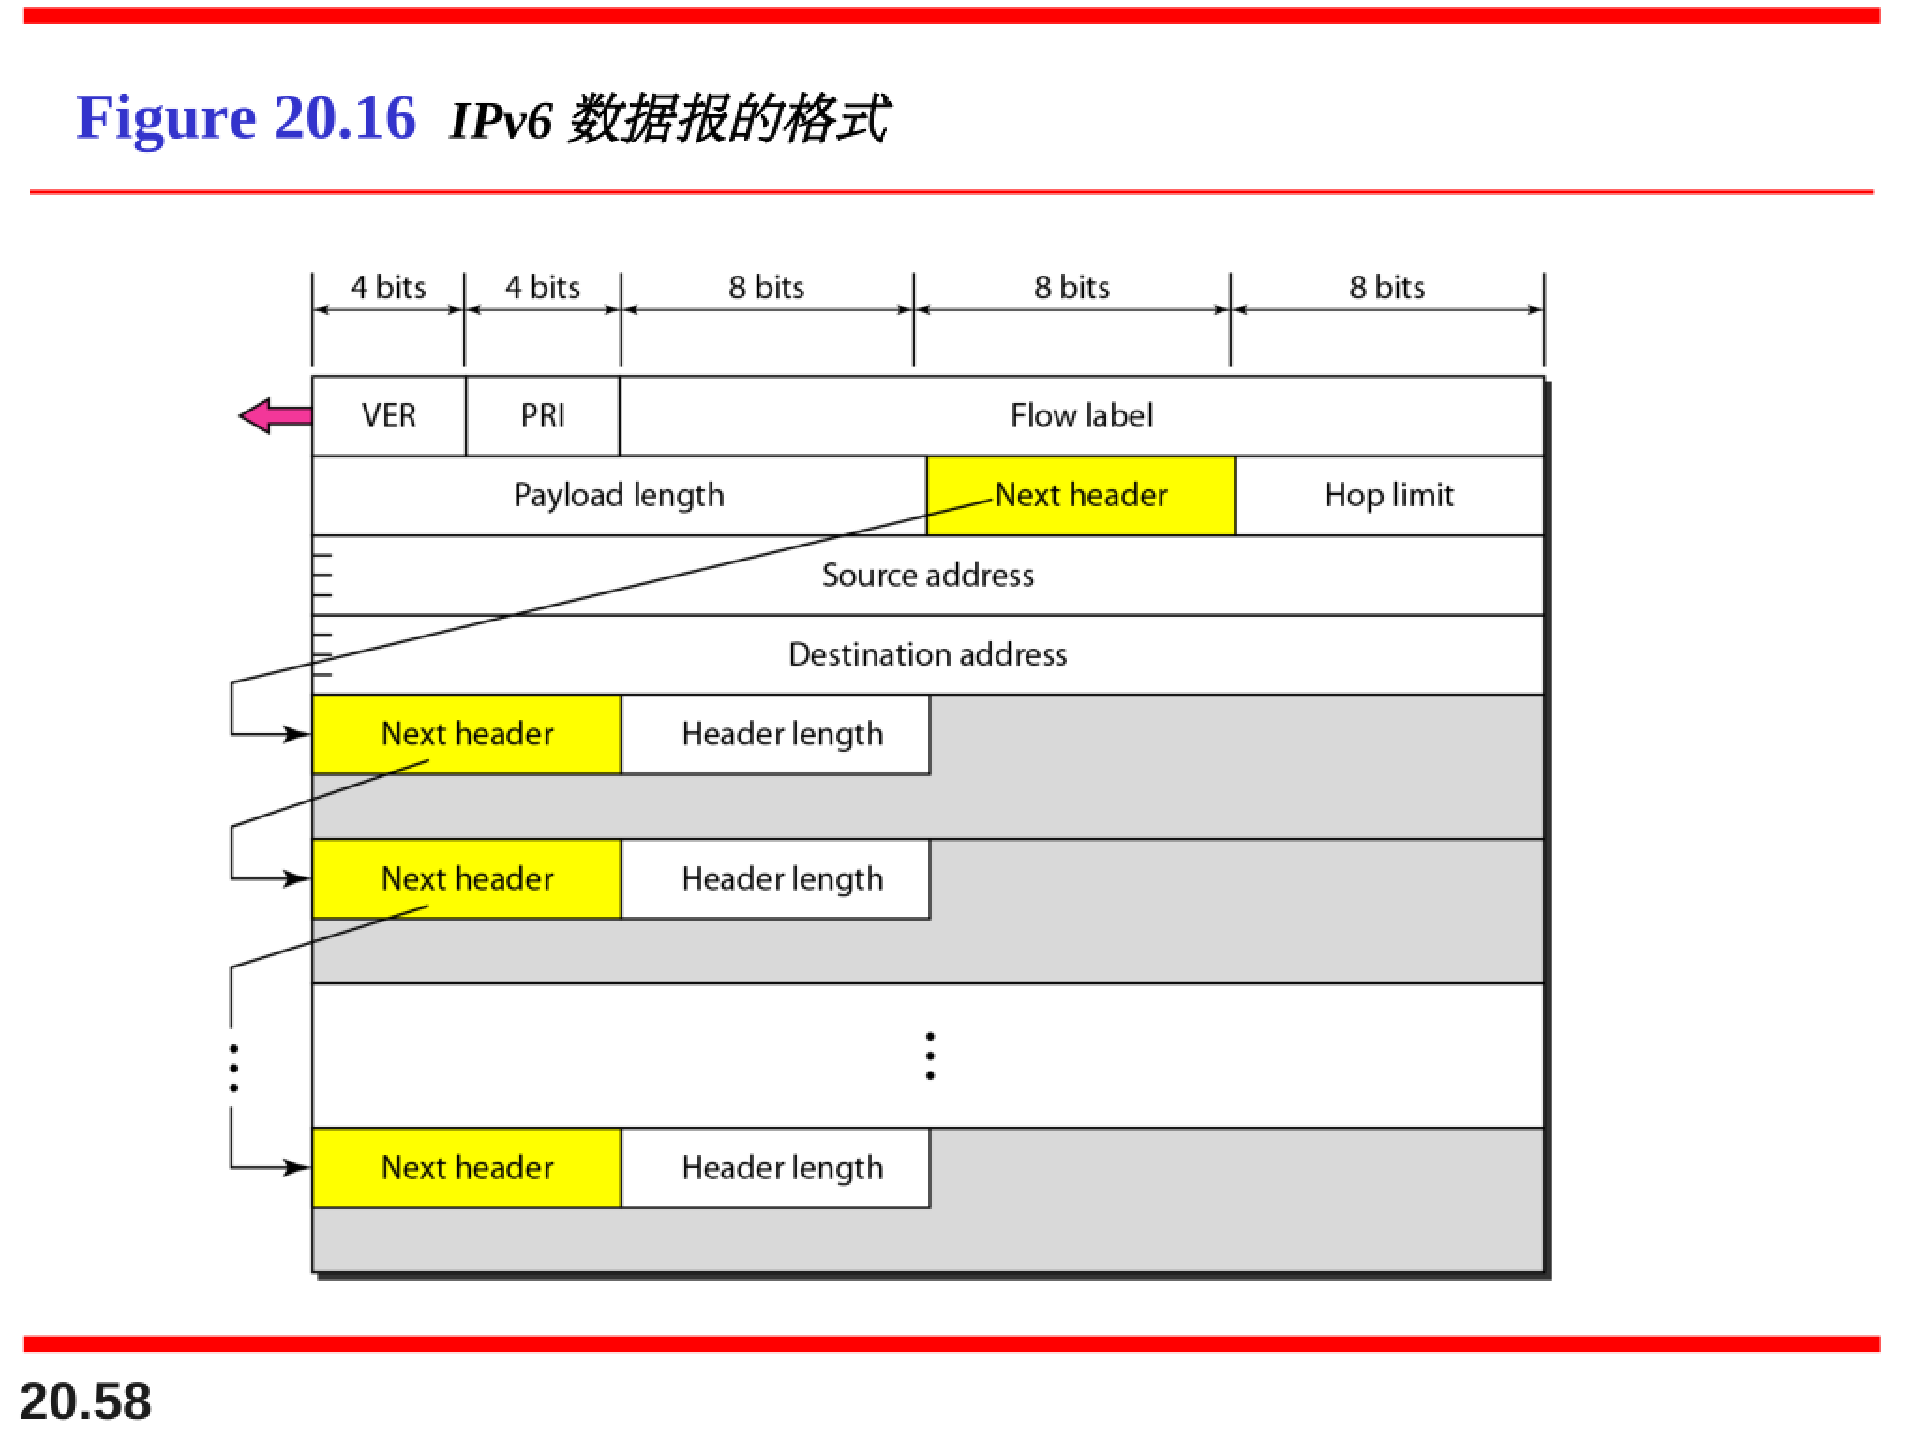 Figure 20.16 IPv6 数据报的格式
4 bits 4 bits 8 bits 8 bits 8 bits
VER PRI Flow label
Payload length Next header Hop limit
Source address
Destination address
Next header Header length
Next header Header length
Next header Header length
20.58